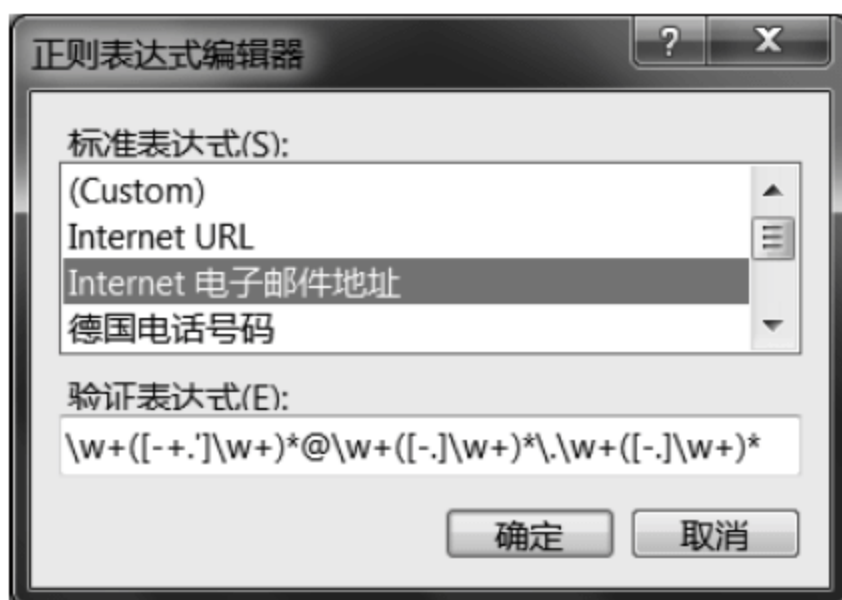 正则表达式编辑器
标准表达式(S):
(Custom)
Internet URL
Internet 电子邮件地址
德国电话号码
验证表达式(E):
\w+([-+.']\w+)*@\w+([-.]\w+)*\.\w+([-.]\w+)*
确定 取消